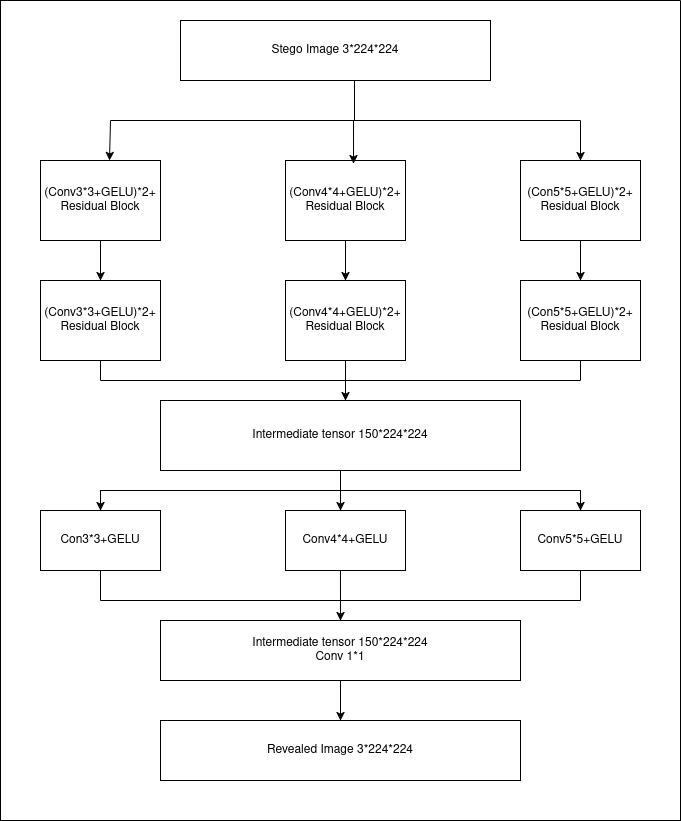 Stego Image 3*224*224
(Conv3*3+GELU)*2+
Residual Block
(Conv4*4+GELU)*2+
Residual Block
(Con5*5+GELU)*2+
Residual Block
(Conv3*3+GELU)*2+
Residual Block
(Conv4*4+GELU)*2+
Residual Block
(Con5*5+GELU)*2+
Residual Block
Intermediate tensor 150*224*224
Con3*3+GELU
Conv4*4+GELU
Conv5*5+GELU
Intermediate tensor 150*224*224
Conv 1*1
Revealed Image 3*224*224